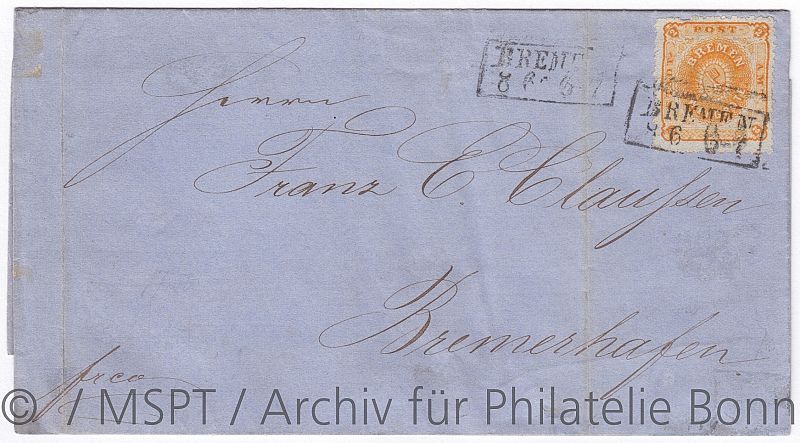 POST
BREMEN
BREMEN
8 6 6-7
BREMEN
8 6 6-7
Herrn
Franz E. Claussen
Bremerhafen
frco
© / MSPT / Archiv für Philatelie Bonn